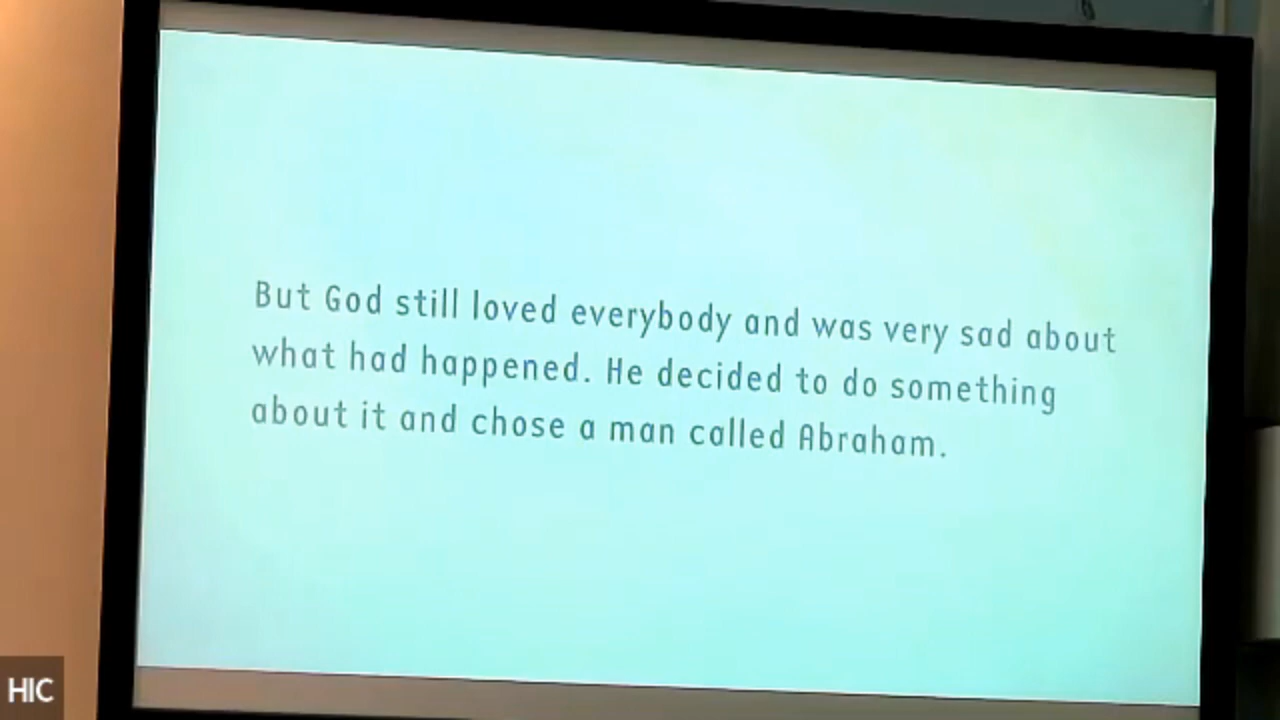 But God still loved everybody and was very sad about
what had happened. He decided to do something
about it and chose a man called Abraham.
HIC